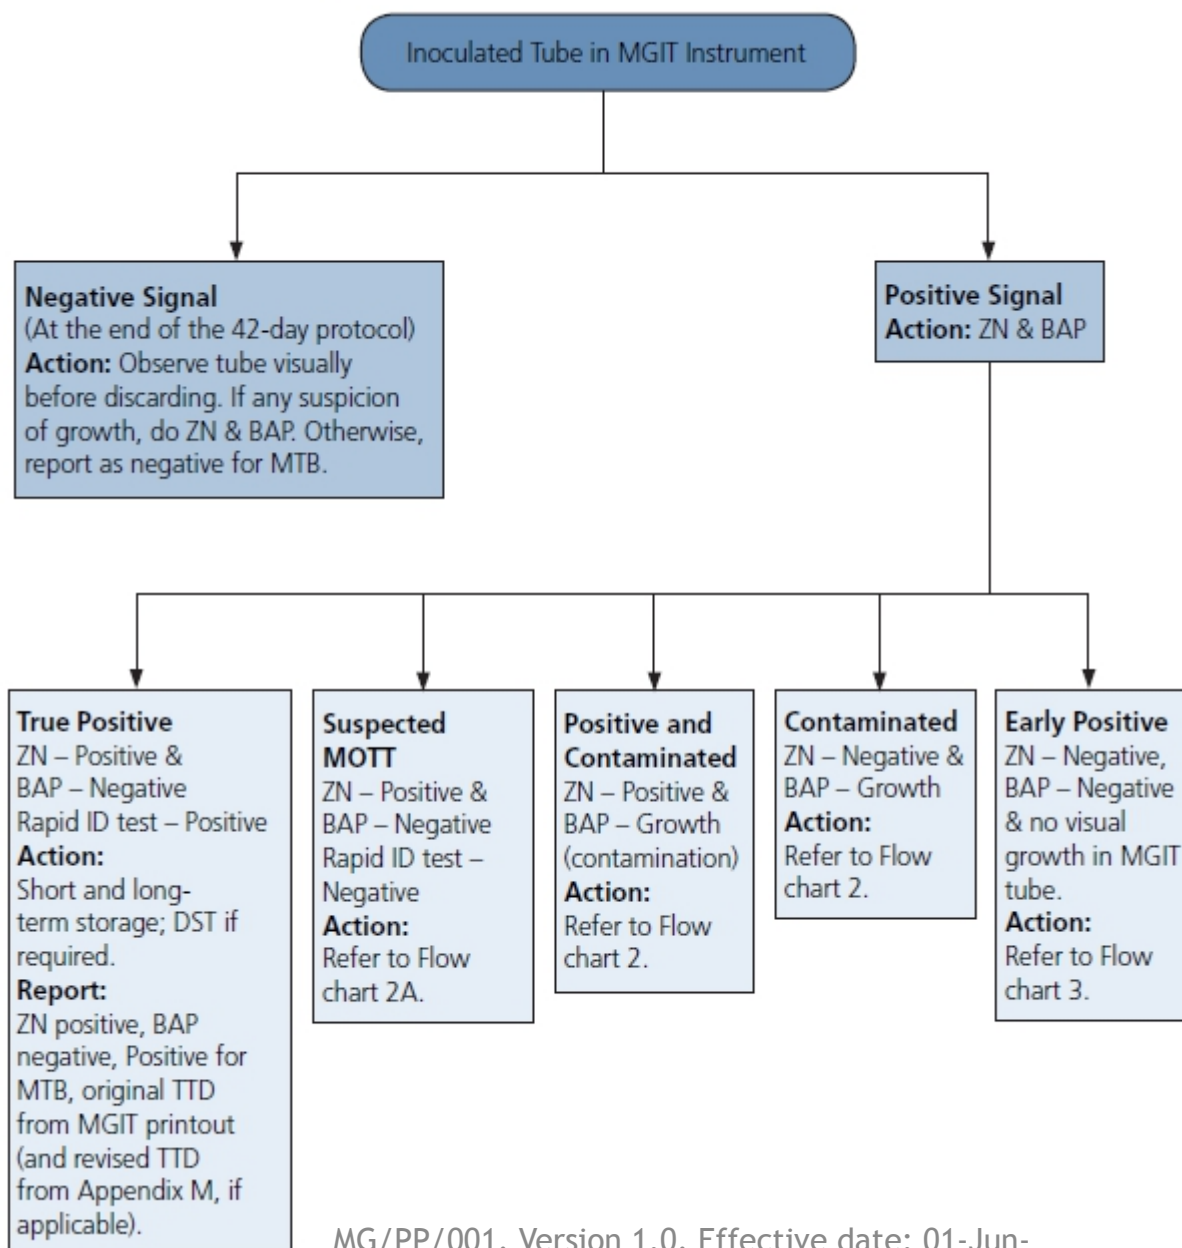 Inoculated Tube in MGIT Instrument
Negative Signal
(At the end of the 42-day protocol)
Action: Observe tube visually
before discarding. If any suspicion
of growth, do ZN & BAP. Otherwise,
report as negative for MTB.
Positive Signal
Action: ZN & BAP
True Positive
ZN – Positive &
BAP – Negative
Rapid ID test – Positive
Action:
Short and long-
term storage; DST if
required.
Report:
ZN positive, BAP
negative, Positive for
MTB, original TTD
from MGIT printout
(and revised TTD
from Appendix M, if
applicable).
Suspected
MOTT
ZN – Positive &
BAP – Negative
Rapid ID test –
Negative
Action:
Refer to Flow
chart 2A.
Positive and
Contaminated
ZN – Positive &
BAP – Growth
(contamination)
Action:
Refer to Flow
chart 2.
Contaminated
ZN – Negative &
BAP – Growth
Action:
Refer to Flow
chart 2.
Early Positive
ZN – Negative,
BAP – Negative
& no visual
growth in MGIT
tube.
Action:
Refer to Flow
chart 3.
MG/PP/001, Version 1.0, Effective date: 01-Jun-